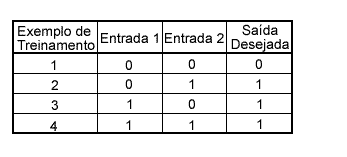 Exemplo de Treinamento Entrada 1 Entrada 2 Saída Desejada
1 0 0 0
2 0 1 1
3 1 0 1
4 1 1 1